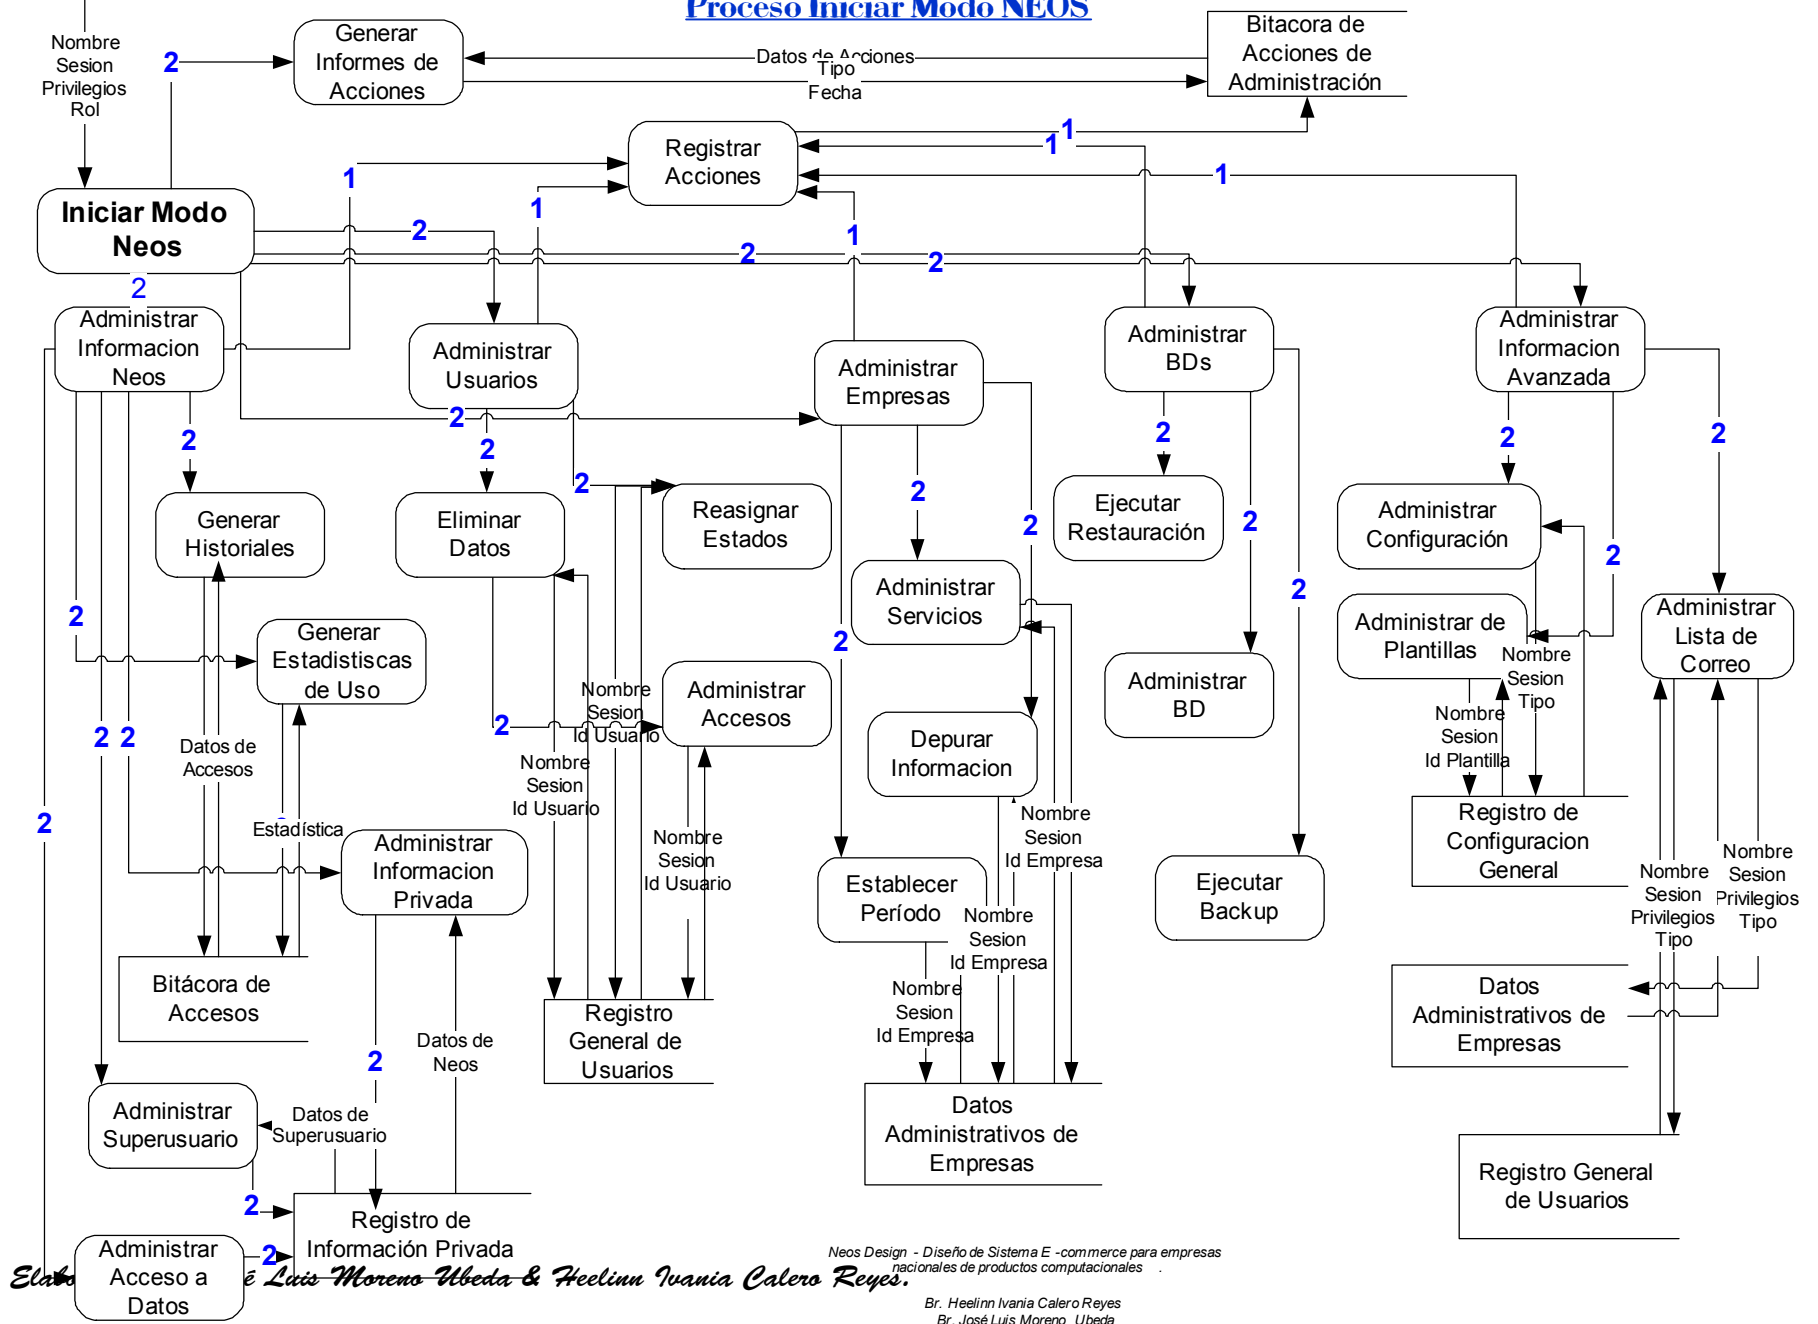 Proceso Iniciar Modo NEOS
Nombre
Sesion
Privilegios
Rol
2
Generar
Informes de
Acciones
Datos de Acciones
Tipo
Fecha
Bitacora de
Acciones de
Administración
Registrar
Acciones
1
1
1
1
1
1
Iniciar Modo
Neos
2
2
2
2
2
Administrar
Informacion
Neos
Administrar
Usuarios
Administrar
Empresas
Administrar
BDs
Administrar
Informacion
Avanzada
2
2
2
2
2
2
Generar
Historiales
Eliminar
Datos
Reasignar
Estados
2
2
2
2
2
Ejecutar
Restauración
Administrar
Configuración
2
2
2
Administrar
Servicios
Administrar de
Plantillas
Administrar
Lista de
Correo
Generar
Estadistiscas
de Uso
2
Nombre
Sesion
Id Usuario
Administrar
Accesos
Administrar
BD
Nombre
Sesion
Tipo
Nombre
Sesion
Id Plantilla
2
2
2
Datos de
Accesos
Nombre
Sesion
Id Usuario
Depurar
Informacion
2
Estadística
Administrar
Informacion
Privada
Nombre
Sesion
Id Usuario
Nombre
Sesion
Id Empresa
Registro de
Configuracion
General
Establecer
Período
Ejecutar
Backup
Nombre
Sesion
Privilegios
Tipo
Nombre
Sesion
Privilegios
Tipo
Nombre
Sesion
Id Empresa
Bitácora de
Accesos
Nombre
Sesion
Id Empresa
Datos
Administrativos de
Empresas
Registro
General de
Usuarios
2
Datos de
Neos
Administrar
Superusuario
Datos de
Superusuario
Datos
Administrativos de
Empresas
Registro General
de Usuarios
2
Registro de
Información Privada
2
Administrar
Acceso a
Datos
Elabo é Luis Moreno Ubeda & Heelinn Ivania Calero Reyes.
Neos Design - Diseño de Sistema E -commerce para empresas
nacionales de productos computacionales .
Br. Heelinn Ivania Calero Reyes
Br. José Luis Moreno Ubeda